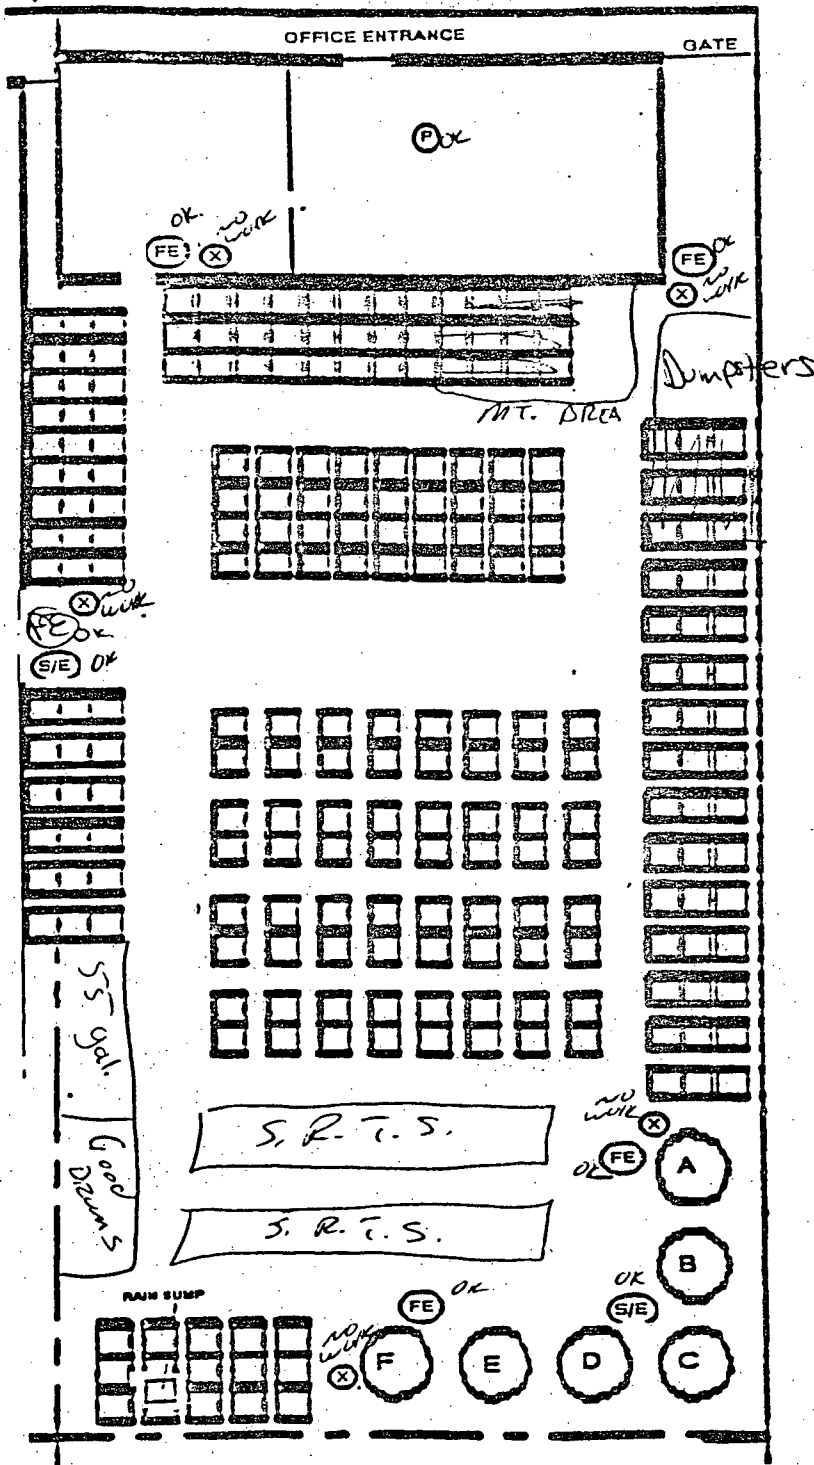 OFFICE ENTRANCE
GATE
P OK
OK.
NO
WORK
FE
X
FE OK
X NO
WORK
Dumpsters
MT. AREA
X NO
WORK
FE OK
S/E OK
55 gal.
Good
Drums
S. R. T. S.
NO
WORK
X
OK FE
A
S. R. T. S.
B
RAIN SUMP
OK
FE
OK
S/E
NO
WORK
X
F
E
D
C